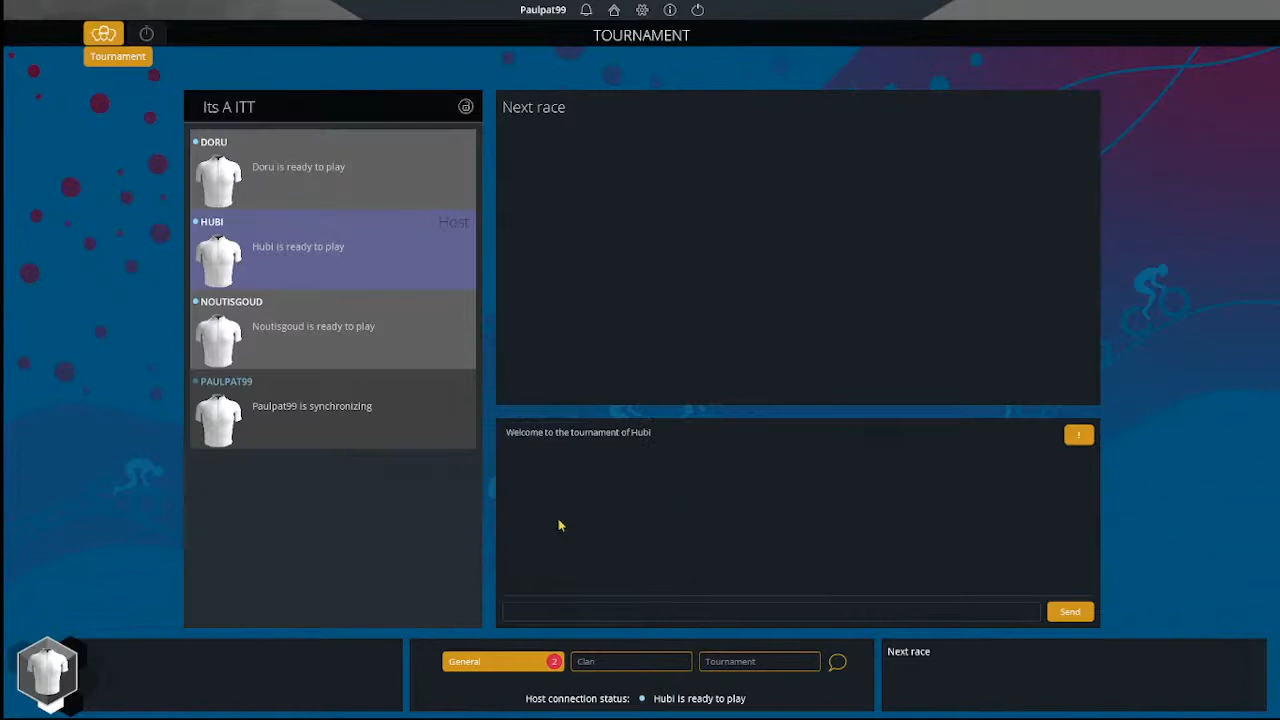 Paulpat99
TOURNAMENT
Tournament
Its A ITT
DORU
Doru is ready to play
HUBI
Host
Hubi is ready to play
NOUTISGOUD
Noutisgoud is ready to play
PAULPAT99
Paulpat99 is synchronizing
Next race
Welcome to the tournament of Hubi
!
Send
General 2
Clan
Tournament
Host connection status: Hubi is ready to play
Next race